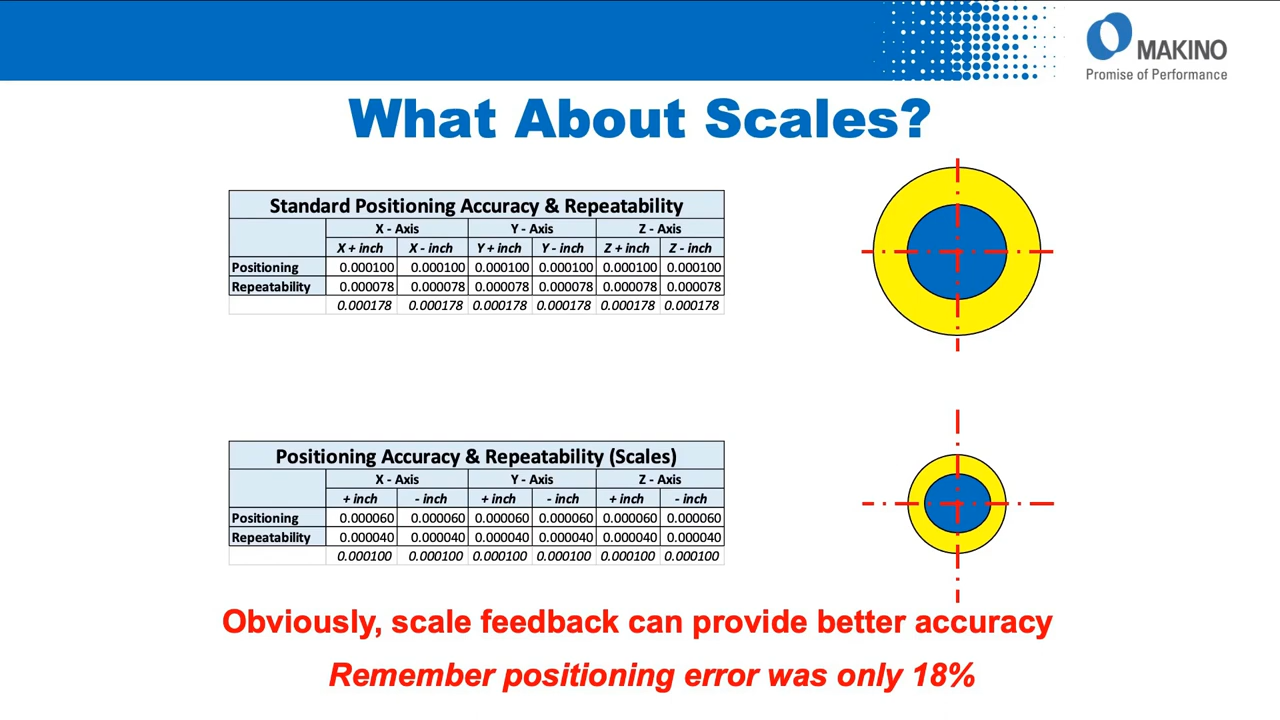 MAKINO
Promise of Performance
What About Scales?
Standard Positioning Accuracy & Repeatability
X - Axis Y - Axis Z - Axis
X + inch X - inch Y + inch Y - inch Z + inch Z - inch
Positioning 0.000100 0.000100 0.000100 0.000100 0.000100 0.000100
Repeatability 0.000078 0.000078 0.000078 0.000078 0.000078 0.000078
0.000178 0.000178 0.000178 0.000178 0.000178 0.000178
Positioning Accuracy & Repeatability (Scales)
X - Axis Y - Axis Z - Axis
+ inch - inch + inch - inch + inch - inch
Positioning 0.000060 0.000060 0.000060 0.000060 0.000060 0.000060
Repeatability 0.000040 0.000040 0.000040 0.000040 0.000040 0.000040
0.000100 0.000100 0.000100 0.000100 0.000100 0.000100
Obviously, scale feedback can provide better accuracy
Remember positioning error was only 18%